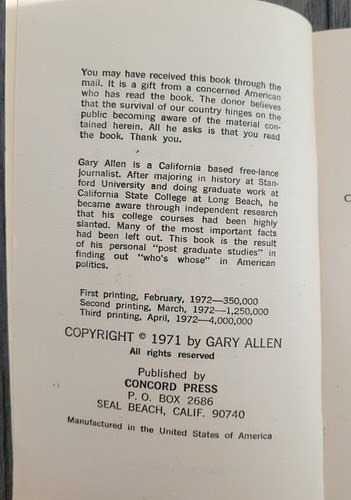 You may have received this book through the
mail. It is a gift from a concerned American
who has read the book. The donor believes
that the survival of our country hinges on the
public becoming aware of the material con-
tained herein. All he asks is that you read
the book. Thank you.
Gary Allen is a California based free-lance
journalist. After majoring in history at Stan-
ford University and doing graduate work at
California State College at Long Beach, he
became aware through independent research
that his college courses had been highly
slanted. Many of the most important facts
had been left out. This book is the result
of his personal "post graduate studies" in
finding out "who's whose" in American
politics.
First printing, February, 1972—350,000
Second printing, March, 1972—1,250,000
Third printing, April, 1972—4,000,000
COPYRIGHT © 1971 by GARY ALLEN
All rights reserved
Published by
CONCORD PRESS
P. O. BOX 2686
SEAL BEACH, CALIF. 90740
Manufactured in the United States of America
C